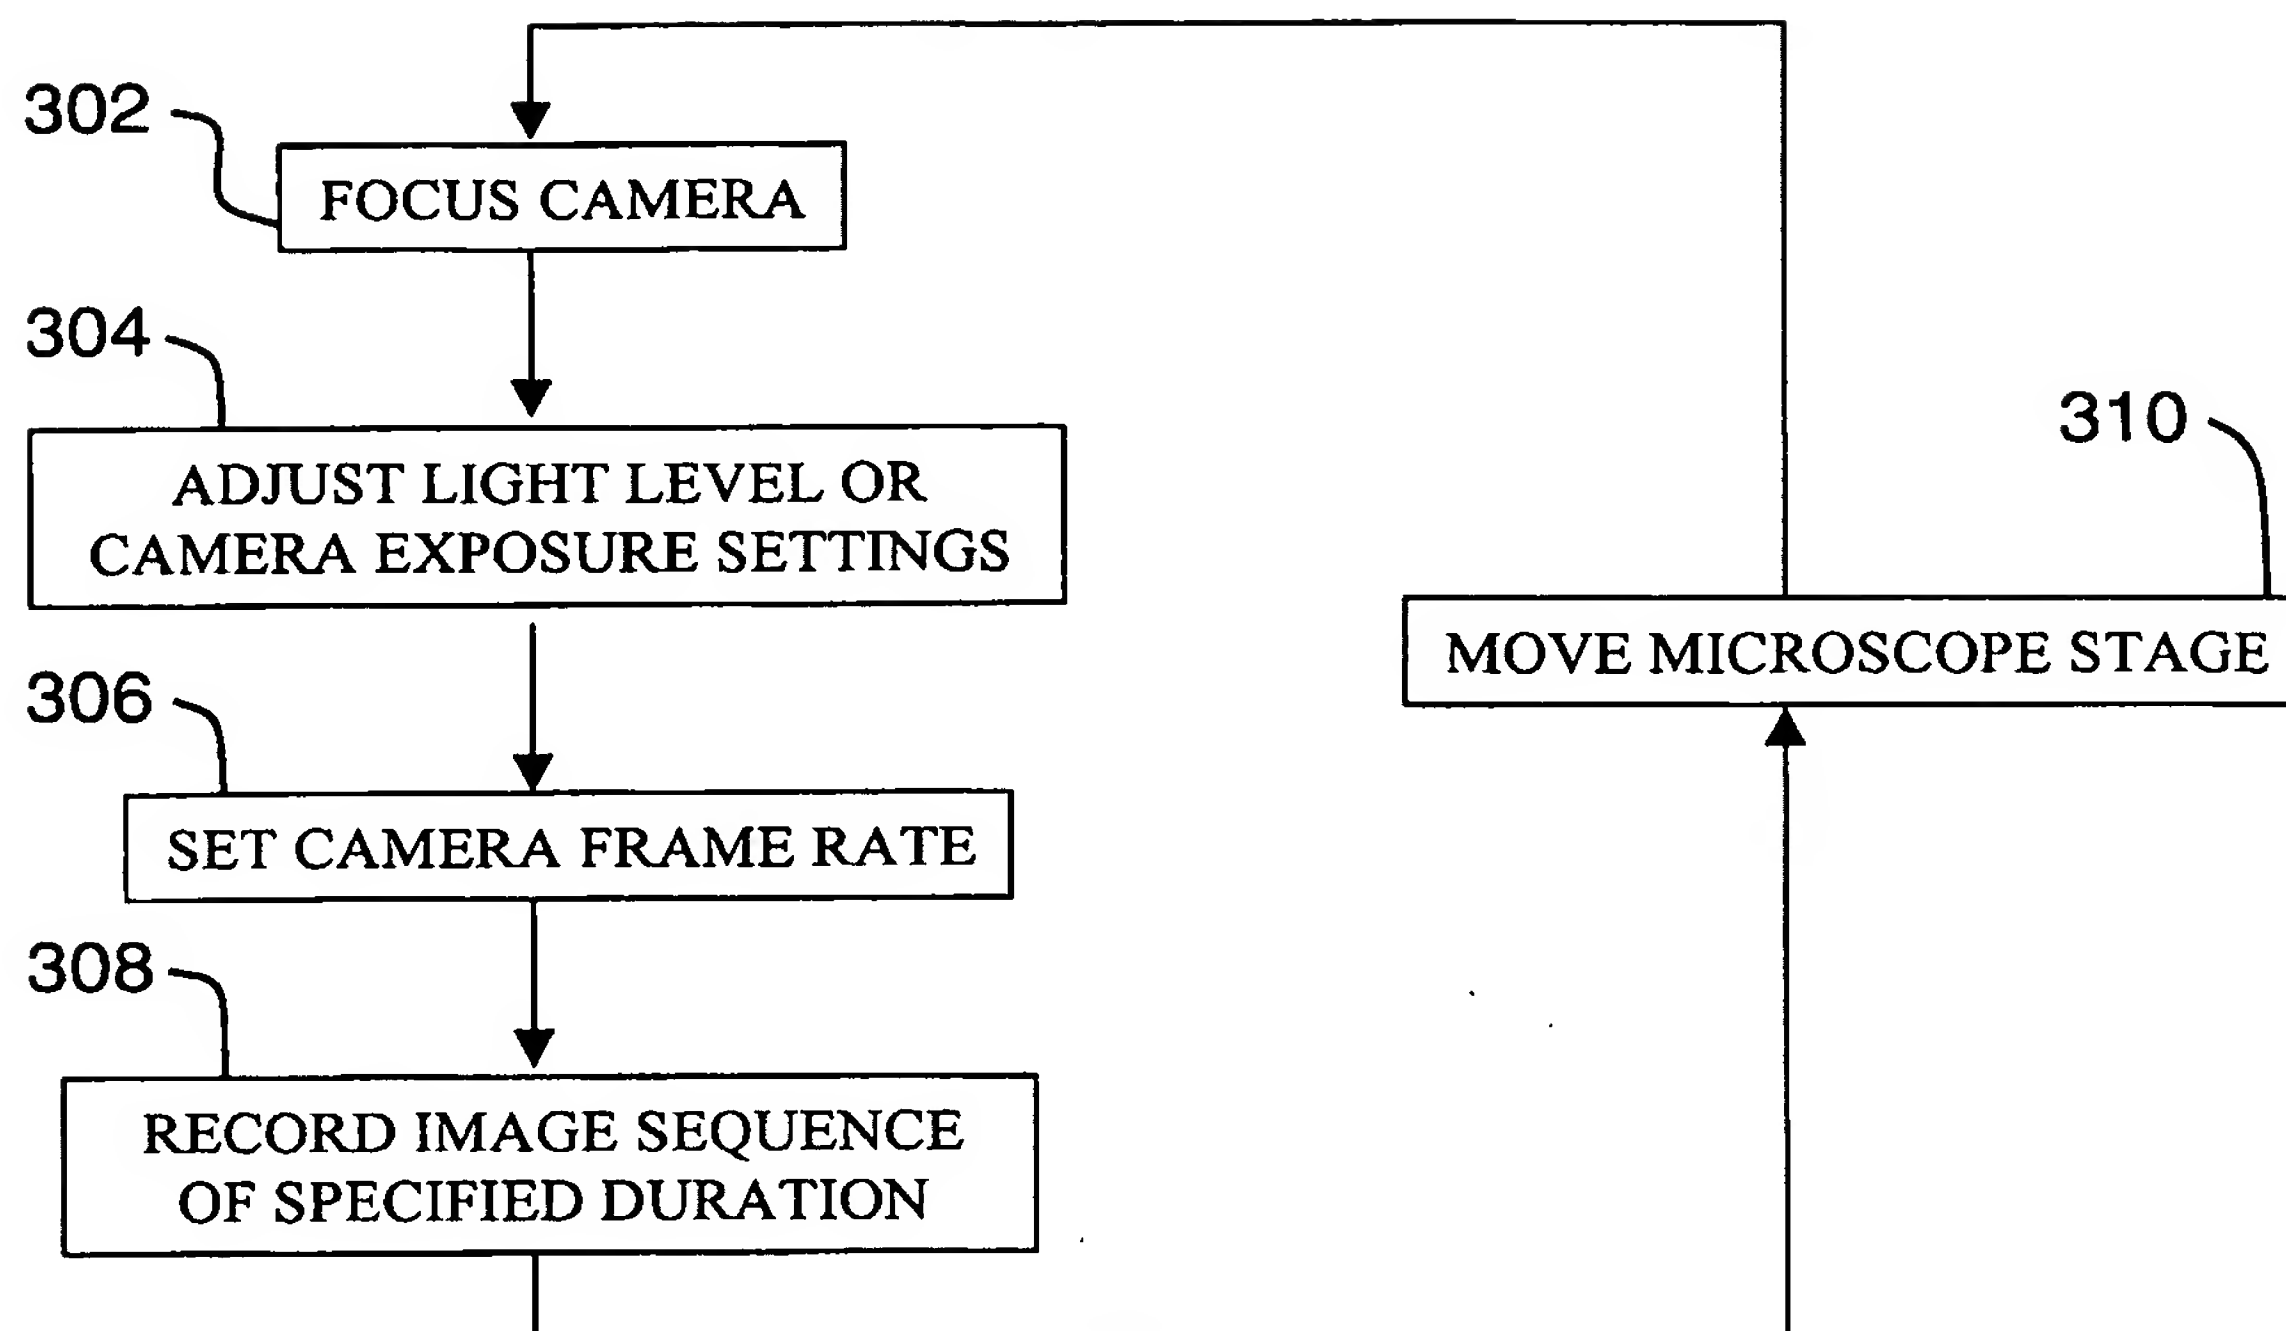 302
FOCUS CAMERA
304
ADJUST LIGHT LEVEL OR
CAMERA EXPOSURE SETTINGS
310
MOVE MICROSCOPE STAGE
306
SET CAMERA FRAME RATE
308
RECORD IMAGE SEQUENCE
OF SPECIFIED DURATION